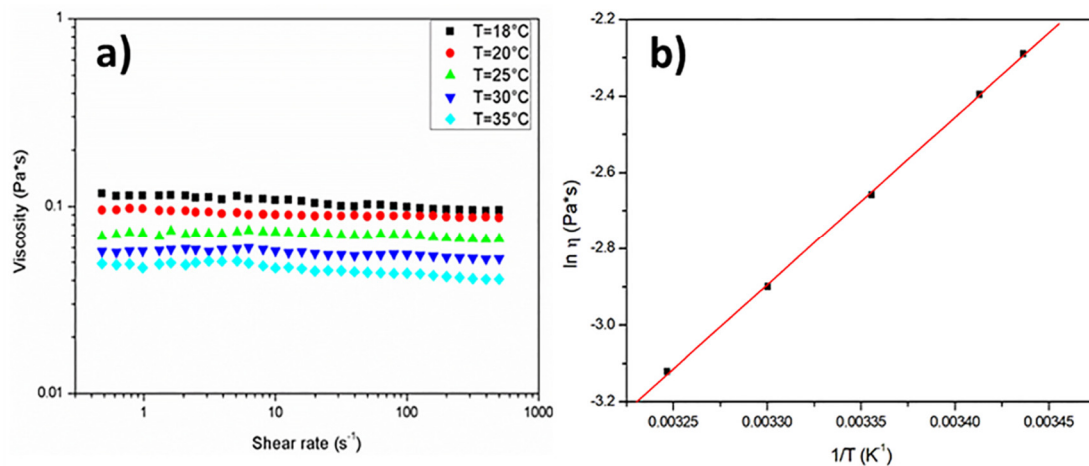 a)
T=18°C
T=20°C
T=25°C
T=30°C
T=35°C
1
0.1
0.01
Viscosity (Pa*s)
1
10
100
1000
Shear rate (s⁻¹)
b)
-2.2
-2.4
-2.6
-2.8
-3.0
-3.2
ln η (Pa*s)
0.00325
0.00330
0.00335
0.00340
0.00345
1/T (K⁻¹)